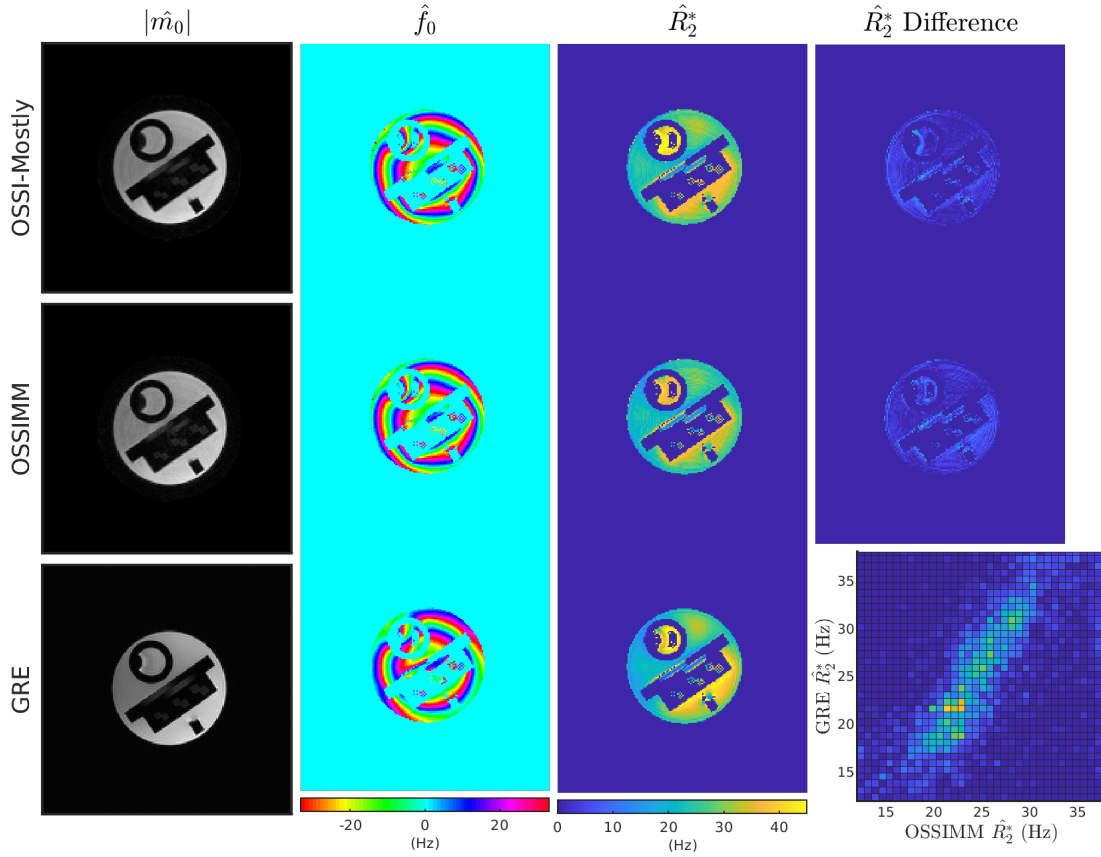 |m̂₀| f̂₀ R̂₂* R̂₂* Difference
OSSI-Mostly
OSSIMM
GRE
35
30
25
20
15
GRE R̂₂* (Hz)
15 20 25 30 35
OSSIMM R̂₂* (Hz)
-20 0 20
(Hz)
0 10 20 30 40
(Hz)